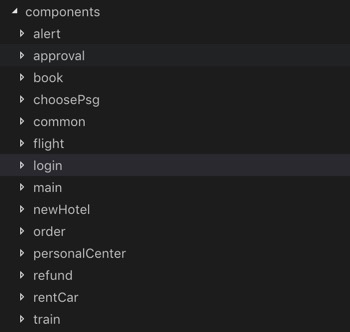 components
alert
approval
book
choosePsg
common
flight
login
main
newHotel
order
personalCenter
refund
rentCar
train